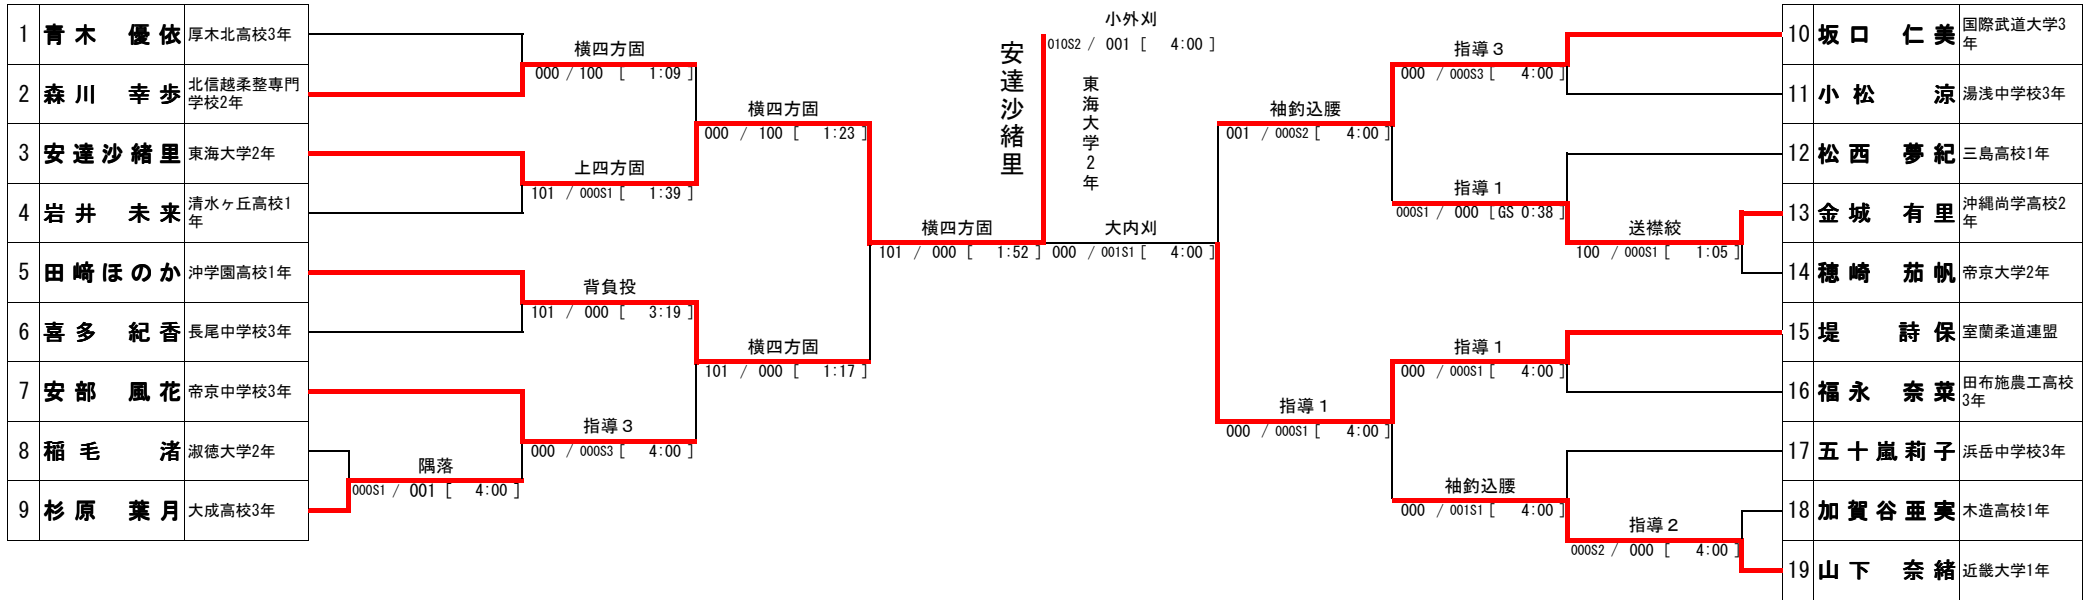 1 青木 優依 厚木北高校3年
2 森川 幸歩 北信越柔整専門
学校2年
3 安達沙緒里 東海大学2年
4 岩井 未来 清水ヶ丘高校1
年
5 田﨑ほのか 沖学園高校1年
6 喜多 紀香 長尾中学校3年
7 安部 風花 帝京中学校3年
8 稲毛 渚 淑徳大学2年
9 杉原 葉月 大成高校3年
横四方固
000 / 100 [ 1:09 ]
上四方固
101 / 000S1 [ 1:39 ]
背負投
101 / 000 [ 3:19 ]
指導3
000 / 000S3 [ 4:00 ]
隅落
000S1 / 001 [ 4:00 ]
横四方固
000 / 100 [ 1:23 ]
横四方固
101 / 000 [ 1:17 ]
横四方固
101 / 000 [ 1:52 ]
安達沙緒里
東海大学2年
小外刈
010S2 / 001 [ 4:00 ]
大内刈
000 / 001S1 [ 4:00 ]
袖釣込腰
001 / 000S2 [ 4:00 ]
指導1
000 / 000S1 [ 4:00 ]
指導3
000 / 000S3 [ 4:00 ]
指導1
000S1 / 000 [GS 0:38 ]
指導1
000 / 000S1 [ 4:00 ]
袖釣込腰
000 / 001S1 [ 4:00 ]
送襟絞
100 / 000S1 [ 1:05 ]
指導2
000S2 / 000 [ 4:00 ]
10 坂口 仁美 国際武道大学3
年
11 小松 涼 湯浅中学校3年
12 松西 夢紀 三島高校1年
13 金城 有里 沖縄尚学高校2
年
14 穂崎 茄帆 帝京大学2年
15 堤 詩保 室蘭柔道連盟
16 福永 奈菜 田布施農工高校
3年
17 五十嵐莉子 浜岳中学校3年
18 加賀谷亜実 木造高校1年
19 山下 奈緒 近畿大学1年